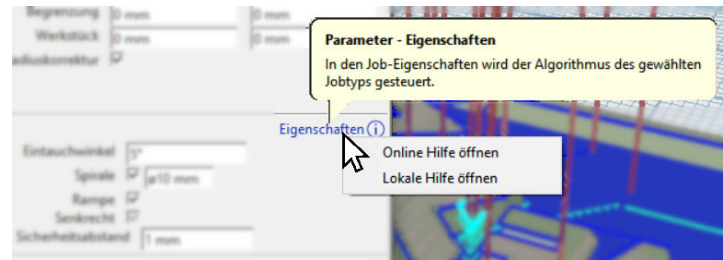 Begrenzung 0 mm 0 mm
Werkstück 0 mm 0 mm
adiuskorrektur
Parameter - Eigenschaften
In den Job-Eigenschaften wird der Algorithmus des gewählten
Jobtyps gesteuert.
Eigenschaften
Eintauchwinkel 5°
Online Hilfe öffnen
Spirale ø10 mm
Lokale Hilfe öffnen
Rampe
Senkrecht
Sicherheitsabstand 1 mm